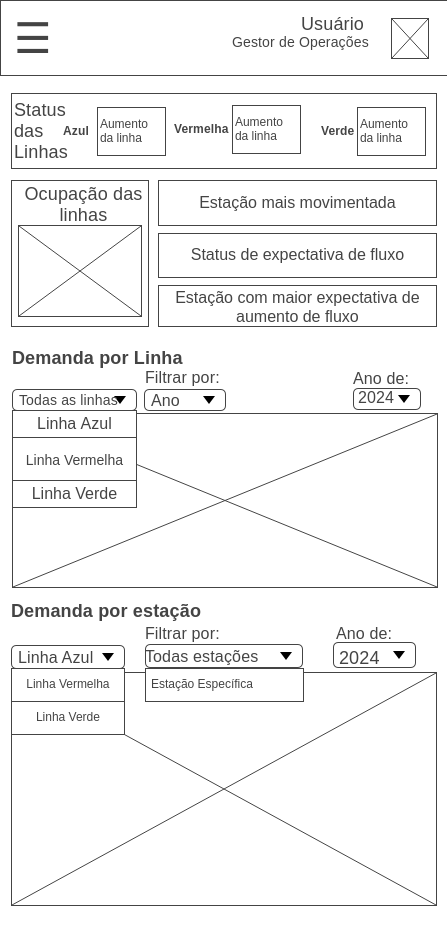 Usuário
Gestor de Operações
Status
das
Linhas
Azul
Aumento
da linha
Vermelha
Aumento
da linha
Verde
Aumento
da linha
Ocupação das
linhas
Estação mais movimentada
Status de expectativa de fluxo
Estação com maior expectativa de
aumento de fluxo
Demanda por Linha
Filtrar por:
Ano de:
Todas as linhas
Ano
2024
Linha Azul
Linha Vermelha
Linha Verde
Demanda por estação
Filtrar por:
Ano de:
Linha Azul
Todas estações
2024
Linha Vermelha
Estação Específica
Linha Verde